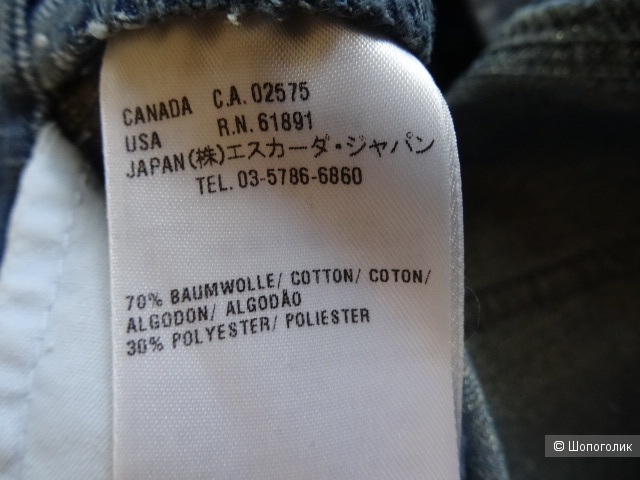 CANADA C.A. 02575
USA R.N. 61891
JAPAN (株)エスカーダ・ジャパン
TEL. 03-5786-6860
70% BAUMWOLLE/ COTTON/ COTON/
ALGODON/ ALGODÃO
30% POLYESTER/ POLIESTER
© Шопоголик